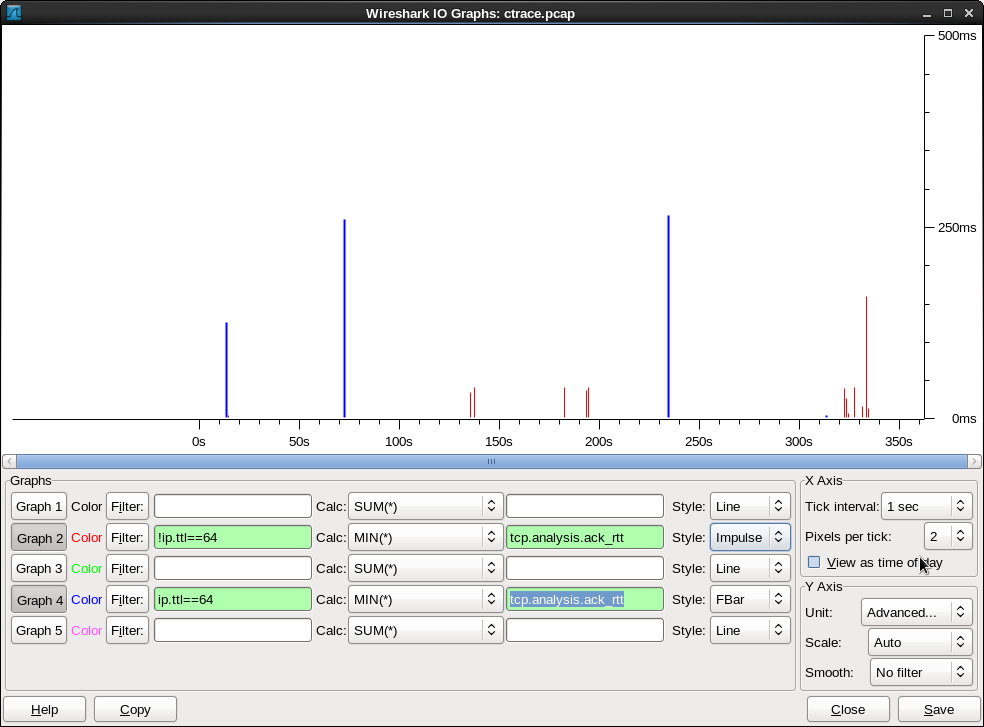 Wireshark IO Graphs: ctrace.pcap
500ms
250ms
0ms
0s 50s 100s 150s 200s 250s 300s 350s
Graphs
Graph 1 Color Filter: Calc: SUM(*) Style: Line
Graph 2 Color Filter: !ip.ttl==64 Calc: MIN(*) tcp.analysis.ack_rtt Style: Impulse
Graph 3 Color Filter: Calc: SUM(*) Style: Line
Graph 4 Color Filter: ip.ttl==64 Calc: MIN(*) tcp.analysis.ack_rtt Style: FBar
Graph 5 Color Filter: Calc: SUM(*) Style: Line
X Axis
Tick interval: 1 sec
Pixels per tick: 2
View as time of day
Y Axis
Unit: Advanced...
Scale: Auto
Smooth: No filter
Help Copy Close Save